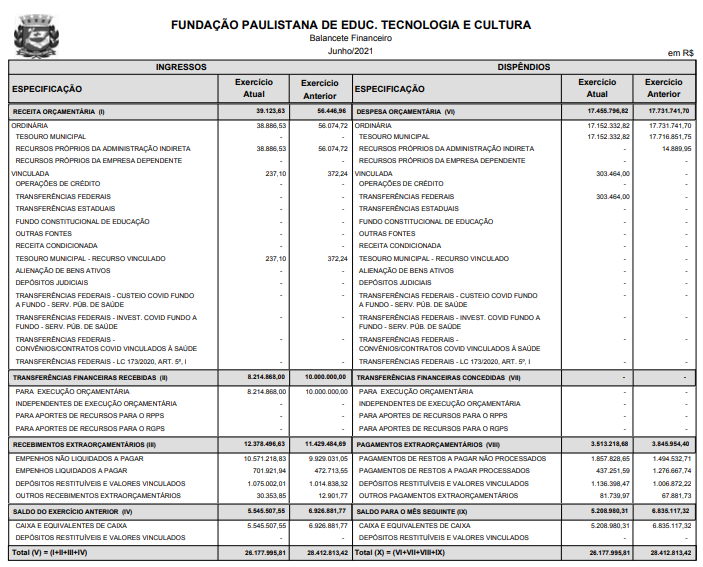 FUNDAÇÃO PAULISTANA DE EDUC. TECNOLOGIA E CULTURA
Balancete Financeiro
Junho/2021
em R$
INGRESSOS DISPÊNDIOS
ESPECIFICAÇÃO Exercício Atual Exercício Anterior ESPECIFICAÇÃO Exercício Atual Exercício Anterior
RECEITA ORÇAMENTÁRIA (I) 39.123,63 56.446,96 DESPESA ORÇAMENTÁRIA (VI) 17.455.796,82 17.731.741,70
ORDINÁRIA 38.886,53 56.074,72 ORDINÁRIA 17.152.332,82 17.731.741,70
TESOURO MUNICIPAL - - TESOURO MUNICIPAL 17.152.332,82 17.716.851,75
RECURSOS PRÓPRIOS DA ADMINISTRAÇÃO INDIRETA 38.886,53 56.074,72 RECURSOS PRÓPRIOS DA ADMINISTRAÇÃO INDIRETA - 14.889,95
RECURSOS PRÓPRIOS DA EMPRESA DEPENDENTE - - RECURSOS PRÓPRIOS DA EMPRESA DEPENDENTE - -
VINCULADA 237,10 372,24 VINCULADA 303.464,00 -
OPERAÇÕES DE CRÉDITO - - OPERAÇÕES DE CRÉDITO - -
TRANSFERÊNCIAS FEDERAIS - - TRANSFERÊNCIAS FEDERAIS 303.464,00 -
TRANSFERÊNCIAS ESTADUAIS - - TRANSFERÊNCIAS ESTADUAIS - -
FUNDO CONSTITUCIONAL DE EDUCAÇÃO - - FUNDO CONSTITUCIONAL DE EDUCAÇÃO - -
OUTRAS FONTES - - OUTRAS FONTES - -
RECEITA CONDICIONADA - - RECEITA CONDICIONADA - -
TESOURO MUNICIPAL - RECURSO VINCULADO 237,10 372,24 TESOURO MUNICIPAL - RECURSO VINCULADO - -
ALIENAÇÃO DE BENS ATIVOS - - ALIENAÇÃO DE BENS ATIVOS - -
DEPÓSITOS JUDICIAIS - - DEPÓSITOS JUDICIAIS - -
TRANSFERÊNCIAS FEDERAIS - CUSTEIO COVID FUNDO - - TRANSFERÊNCIAS FEDERAIS - CUSTEIO COVID FUNDO - -
A FUNDO - SERV. PÚB. DE SAÚDE A FUNDO - SERV. PÚB. DE SAÚDE
TRANSFERÊNCIAS FEDERAIS - INVEST. COVID FUNDO A - - TRANSFERÊNCIAS FEDERAIS - INVEST. COVID FUNDO A - -
FUNDO - SERV. PÚB. DE SAÚDE FUNDO - SERV. PÚB. DE SAÚDE
TRANSFERÊNCIAS FEDERAIS - - - TRANSFERÊNCIAS FEDERAIS - - -
CONVÊNIOS/CONTRATOS COVID VINCULADOS À SAÚDE CONVÊNIOS/CONTRATOS COVID VINCULADOS À SAÚDE
TRANSFERÊNCIAS FEDERAIS - LC 173/2020, ART. 5º, I - - TRANSFERÊNCIAS FEDERAIS - LC 173/2020, ART. 5º, I - -
TRANSFERÊNCIAS FINANCEIRAS RECEBIDAS (II) 8.214.868,00 10.000.000,00 TRANSFERÊNCIAS FINANCEIRAS CONCEDIDAS (VII) - -
PARA EXECUÇÃO ORÇAMENTÁRIA 8.214.868,00 10.000.000,00 PARA EXECUÇÃO ORÇAMENTÁRIA - -
INDEPENDENTES DE EXECUÇÃO ORÇAMENTÁRIA - - INDEPENDENTES DE EXECUÇÃO ORÇAMENTÁRIA - -
PARA APORTES DE RECURSOS PARA O RPPS - - PARA APORTES DE RECURSOS PARA O RPPS - -
PARA APORTES DE RECURSOS PARA O RGPS - - PARA APORTES DE RECURSOS PARA O RGPS - -
RECEBIMENTOS EXTRAORÇAMENTÁRIOS (III) 12.378.496,63 11.429.484,69 PAGAMENTOS EXTRAORÇAMENTÁRIOS (VIII) 3.513.218,68 3.845.954,40
EMPENHOS NÃO LIQUIDADOS A PAGAR 10.571.218,83 9.929.031,05 PAGAMENTOS DE RESTOS A PAGAR NÃO PROCESSADOS 1.857.828,65 1.494.532,71
EMPENHOS LIQUIDADOS A PAGAR 701.921,94 472.713,55 PAGAMENTOS DE RESTOS A PAGAR PROCESSADOS 437.251,59 1.276.667,74
DEPÓSITOS RESTITUÍVEIS E VALORES VINCULADOS 1.075.002,01 1.014.838,32 DEPÓSITOS RESTITUÍVEIS E VALORES VINCULADOS 1.136.398,47 1.006.872,22
OUTROS RECEBIMENTOS EXTRAORÇAMENTÁRIOS 30.353,85 12.901,77 OUTROS PAGAMENTOS EXTRAORÇAMENTÁRIOS 81.739,97 67.881,73
SALDO DO EXERCÍCIO ANTERIOR (IV) 5.545.507,55 6.926.881,77 SALDO PARA O MÊS SEGUINTE (IX) 5.208.980,31 6.835.117,32
CAIXA E EQUIVALENTES DE CAIXA 5.545.507,55 6.926.881,77 CAIXA E EQUIVALENTES DE CAIXA 5.208.980,31 6.835.117,32
DEPÓSITOS RESTITUÍVEIS E VALORES VINCULADOS - - DEPÓSITOS RESTITUÍVEIS E VALORES VINCULADOS - -
Total (V) = (I+II+III+IV) 26.177.995,81 28.412.813,42 Total (X) = (VI+VII+VIII+IX) 26.177.995,81 28.412.813,42